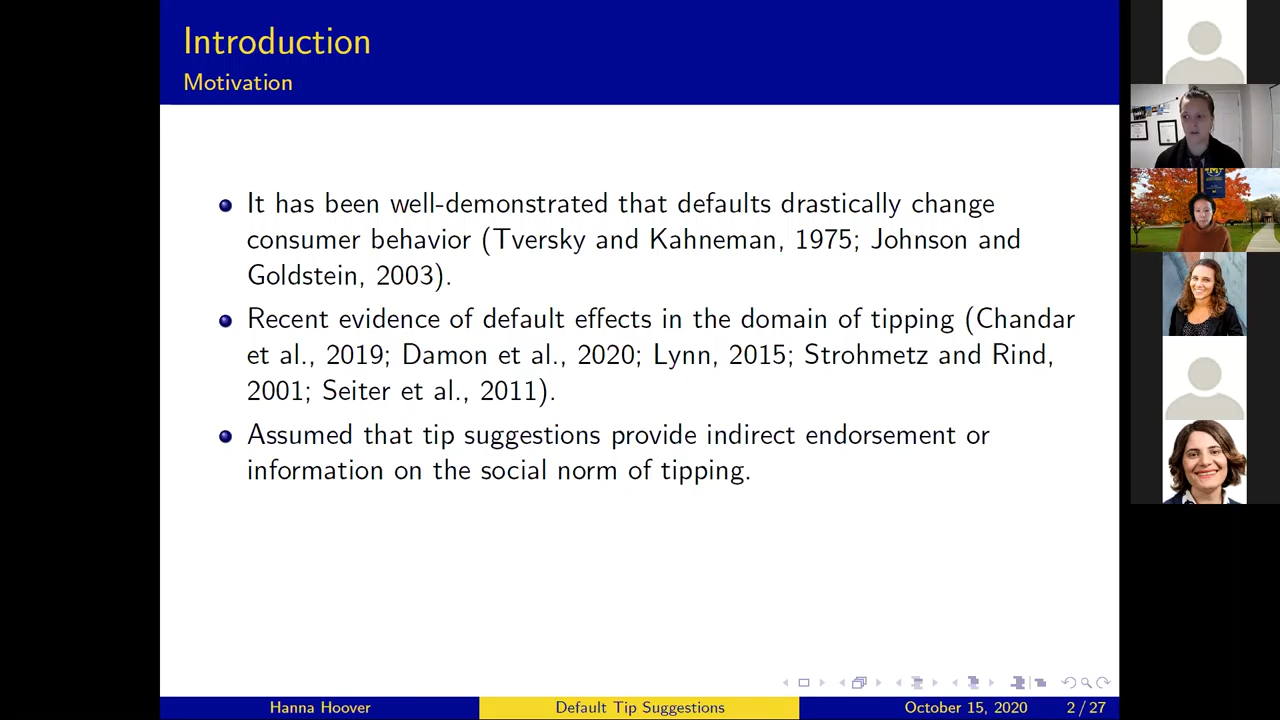 Introduction
Motivation
It has been well-demonstrated that defaults drastically change
consumer behavior (Tversky and Kahneman, 1975; Johnson and
Goldstein, 2003).
Recent evidence of default effects in the domain of tipping (Chandar
et al., 2019; Damon et al., 2020; Lynn, 2015; Strohmetz and Rind,
2001; Seiter et al., 2011).
Assumed that tip suggestions provide indirect endorsement or
information on the social norm of tipping.
Hanna Hoover
Default Tip Suggestions
October 15, 2020
2 / 27